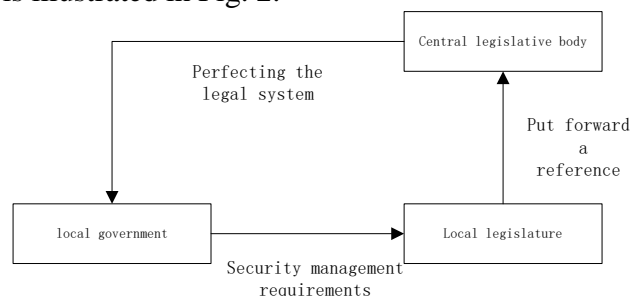 is illustrated in Fig. 2.
Central legislative body
Perfecting the
legal system
Put forward
a
reference
local government
Local legislature
Security management
requirements